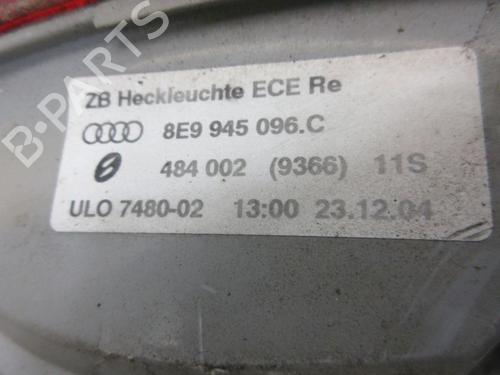 ZB Heckleuchte ECE Re
8E9 945 096.C
484 002 (9366) 11S
ULO 7480-02 13:00 23.12.04
B-PARTS